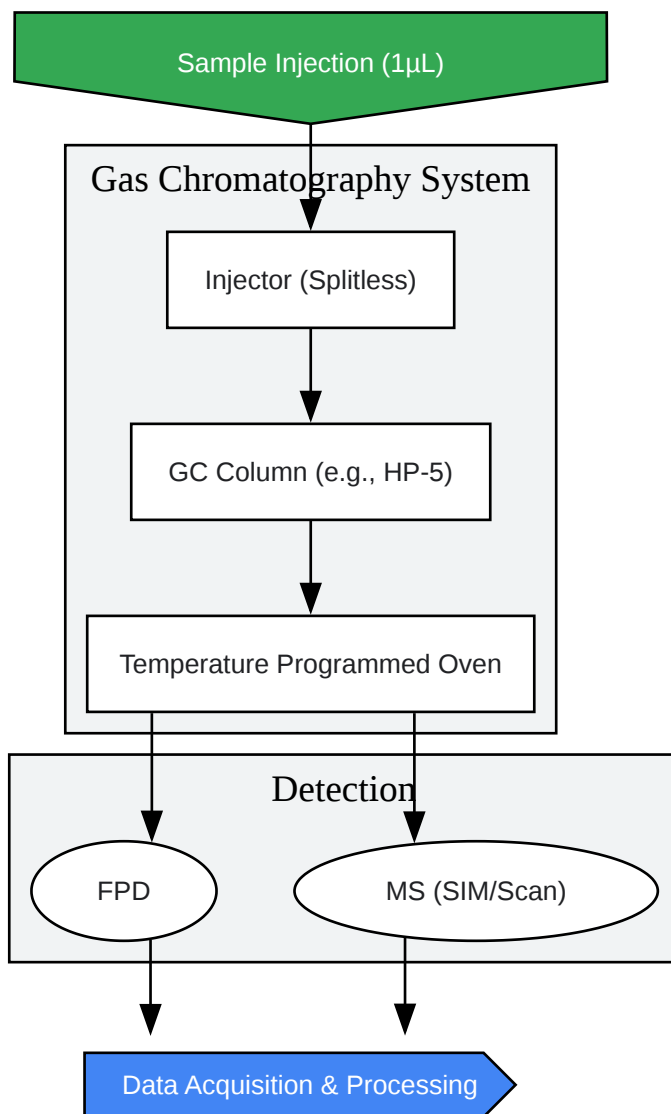 Sample Injection (1µL)
Gas Chromatography System
Injector (Splitless)
GC Column (e.g., HP-5)
Temperature Programmed Oven
Detection
FPD
MS (SIM/Scan)
Data Acquisition & Processing